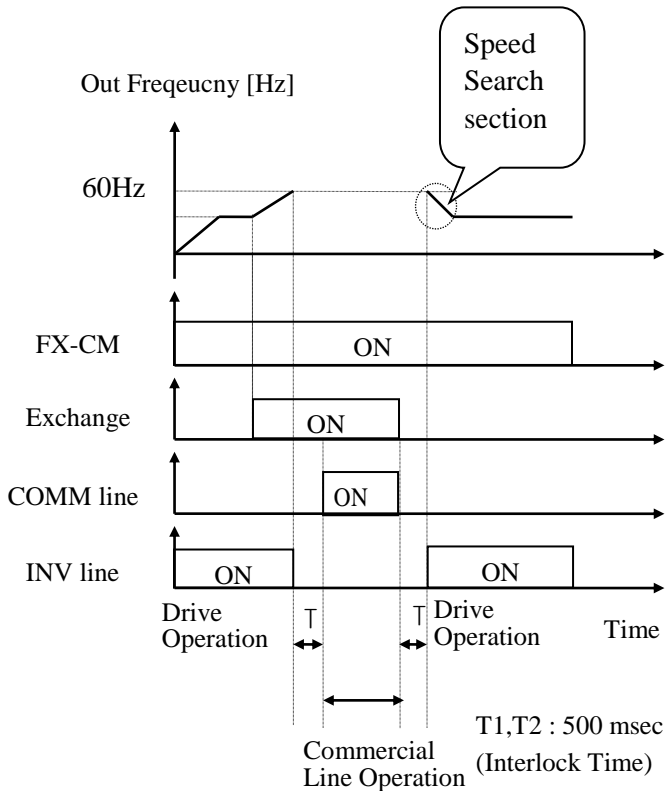 Speed
Search
section
Out Freqeucny [Hz]
60Hz
FX-CM
ON
Exchange
ON
COMM line
ON
INV line
ON
ON
Drive
Operation
T
T
Drive
Operation
Time
T1,T2 : 500 msec
(Interlock Time)
Commercial
Line Operation